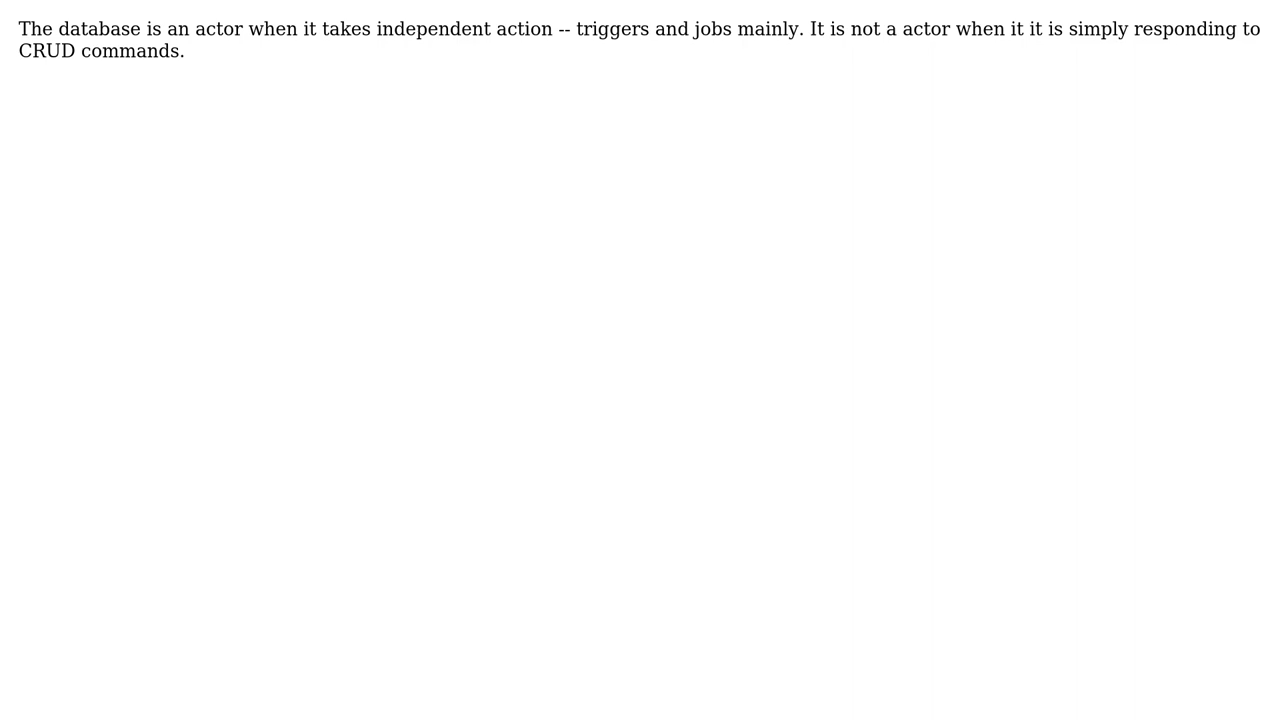 The database is an actor when it takes independent action -- triggers and jobs mainly. It is not a actor when it it is simply responding to
CRUD commands.